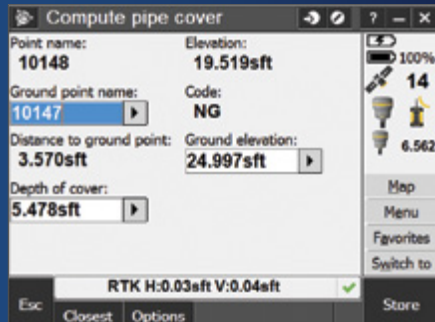 Compute pipe cover
? – ×
Point name:
10148
Elevation:
19.519sft
Ground point name:
10147
Code:
NG
Distance to ground point:
3.570sft
Ground elevation:
24.997sft
Depth of cover:
5.478sft
100%
14
6.562
Map
Menu
Favorites
Switch to
RTK H:0.03sft V:0.04sft
Esc
Closest
Options
Store